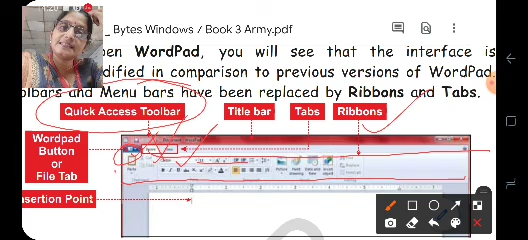 _ Bytes Windows / Book 3 Army.pdf
en WordPad, you will see that the interface is
dified in comparison to previous versions of WordPad.
lbars and Menu bars have been replaced by Ribbons and Tabs.
Quick Access Toolbar
Title bar
Tabs
Ribbons
Wordpad
Button
or
File Tab
nsertion Point